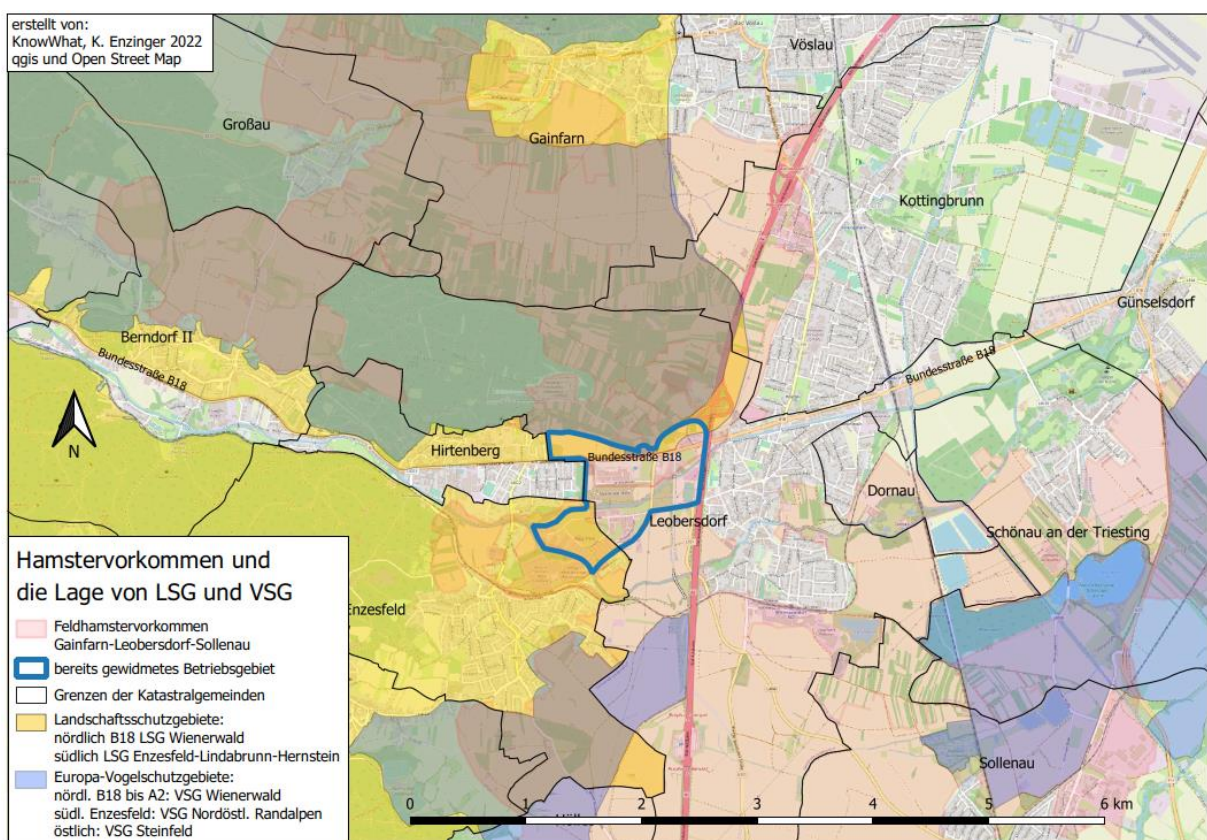 erstellt von:
KnowWhat, K. Enzinger 2022
qgis und Open Street Map
Vöslau
Großau
Gainfarn
Kottingbrunn
Günselsdorf
Berndorf II
Bundesstraße B18
Bundesstraße B18
N
Hirtenberg
Bundesstraße B18
Dornau
Leobersdorf
Schönau an der Triesting
Enzesfeld
Sollenau
Hamstervorkommen und
die Lage von LSG und VSG
Feldhamstervorkommen
Gainfarn-Leobersdorf-Sollenau
bereits gewidmetes Betriebsgebiet
Grenzen der Katastralgemeinden
Landschaftsschutzgebiete:
nördlich B18 LSG Wienerwald
südlich LSG Enzesfeld-Lindabrunn-Hernstein
Europa-Vogelschutzgebiete:
nördl. B18 bis A2: VSG Wienerwald
südl. Enzesfeld: VSG Nordöstl. Randalpen
östlich: VSG Steinfeld
0 1 2 3 4 5 6 km